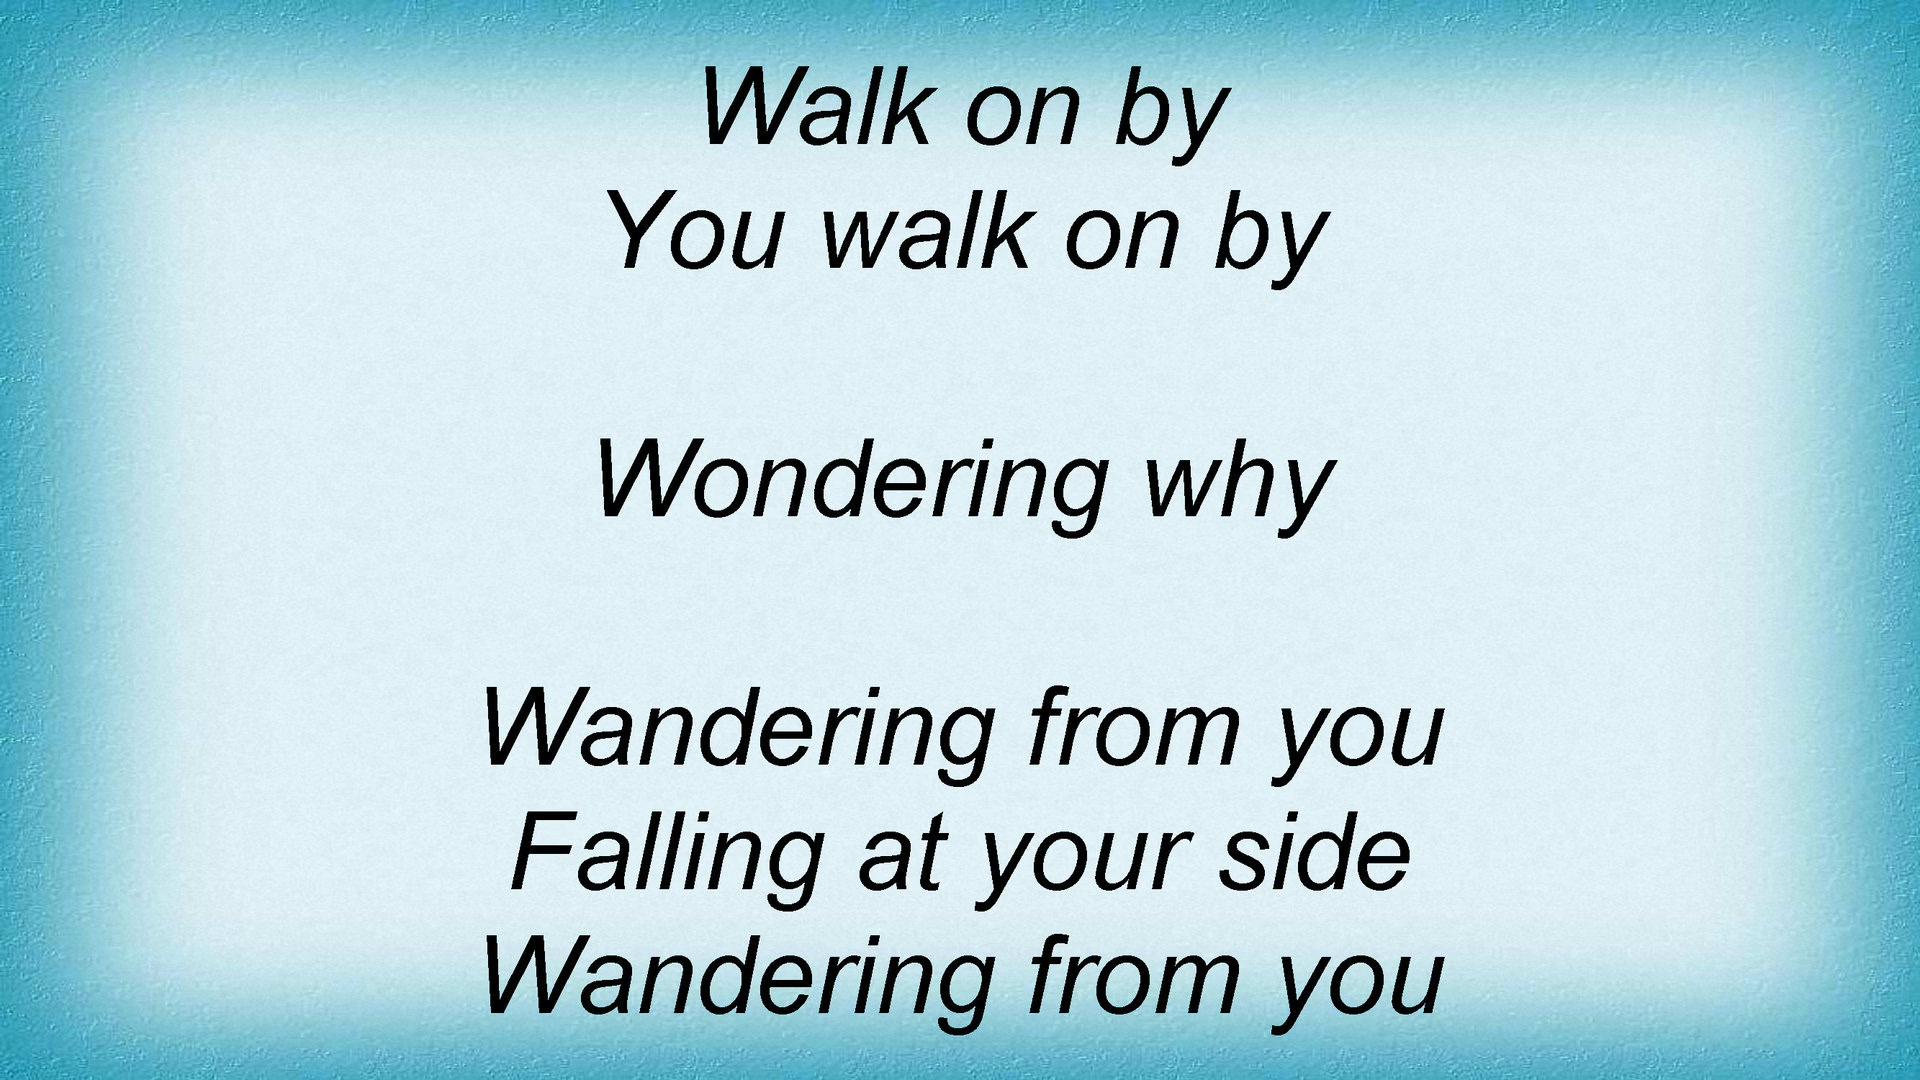 Walk on by
You walk on by
Wondering why
Wandering from you
Falling at your side
Wandering from you